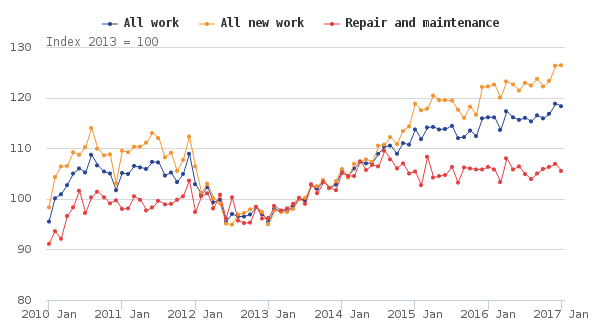 All work All new work Repair and maintenance
Index 2013 = 100
130
120
110
100
90
80
2010 Jan 2011 Jan 2012 Jan 2013 Jan 2014 Jan 2015 Jan 2016 Jan 2017 Jan